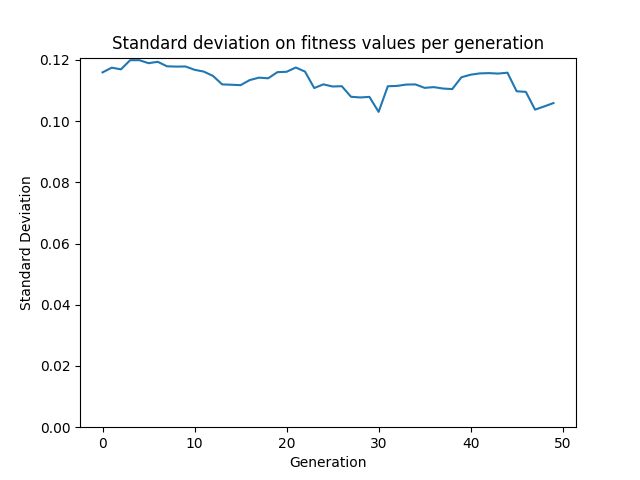 Standard deviation on fitness values per generation
0.12
0.10
0.08
0.06
0.04
0.02
0.00
Standard Deviation
0 10 20 30 40 50
Generation